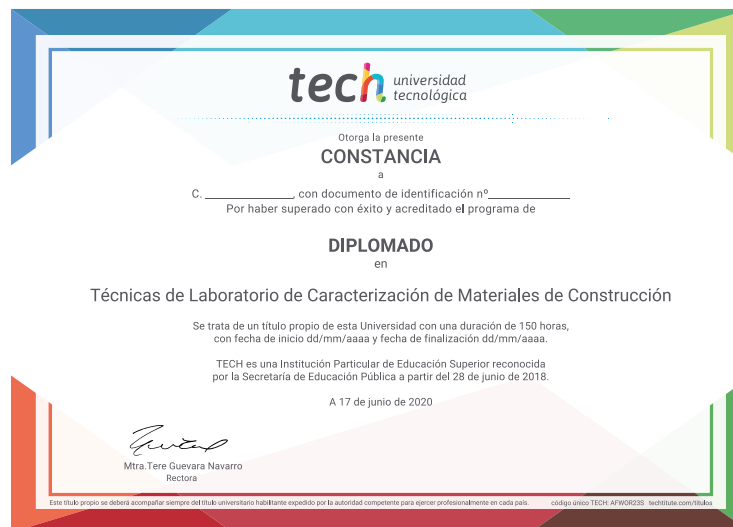 tech universidad
tecnológica
Otorga la presente
CONSTANCIA
a
C. ______________, con documento de identificación nº_____________
Por haber superado con éxito y acreditado el programa de
DIPLOMADO
en
Técnicas de Laboratorio de Caracterización de Materiales de Construcción
Se trata de un título propio de esta Universidad con una duración de 150 horas,
con fecha de inicio dd/mm/aaaa y fecha de finalización dd/mm/aaaa.
TECH es una Institución Particular de Educación Superior reconocida
por la Secretaría de Educación Pública a partir del 28 de junio de 2018.
A 17 de junio de 2020
Mtra.Tere Guevara Navarro
Rectora
Este título propio se deberá acompañar siempre del título universitario habilitante expedido por la autoridad competente para ejercer profesionalmente en cada país. código único TECH: AFWOR23S techtitute.com/titulos